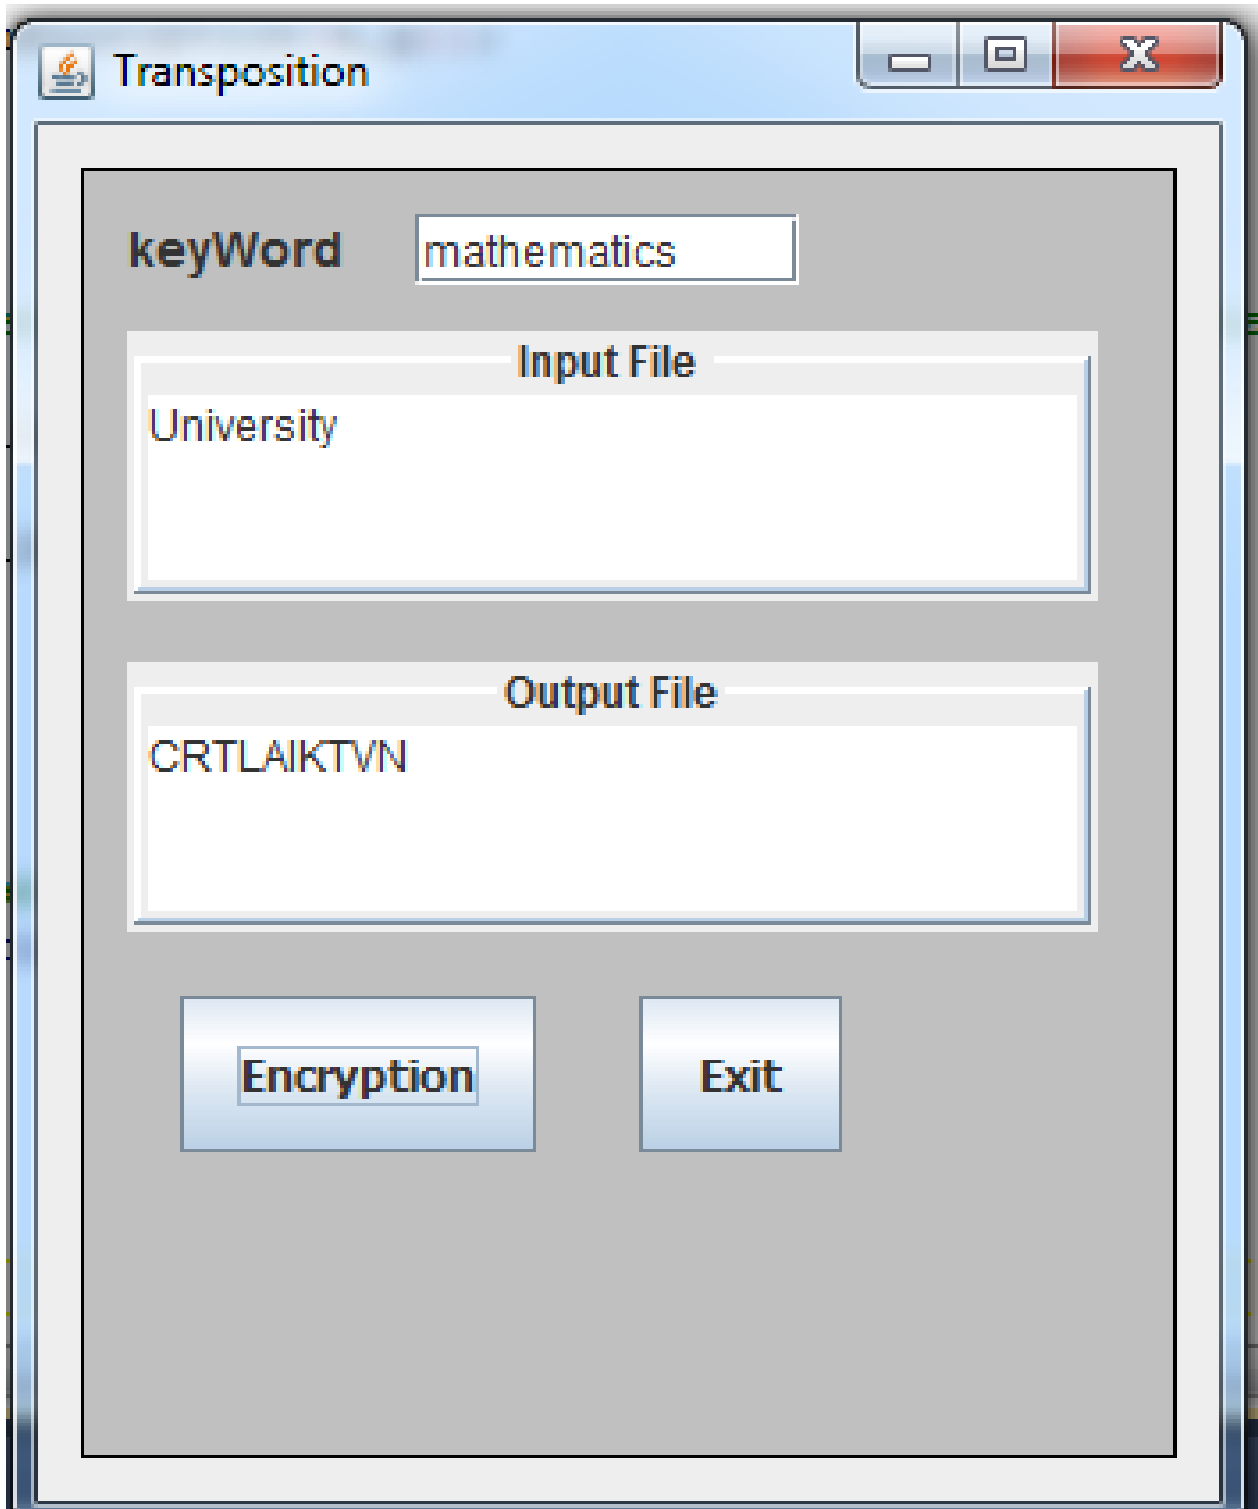 Transposition
keyWord mathematics
Input File
University
Output File
CRTLAIKTVN
Encryption Exit